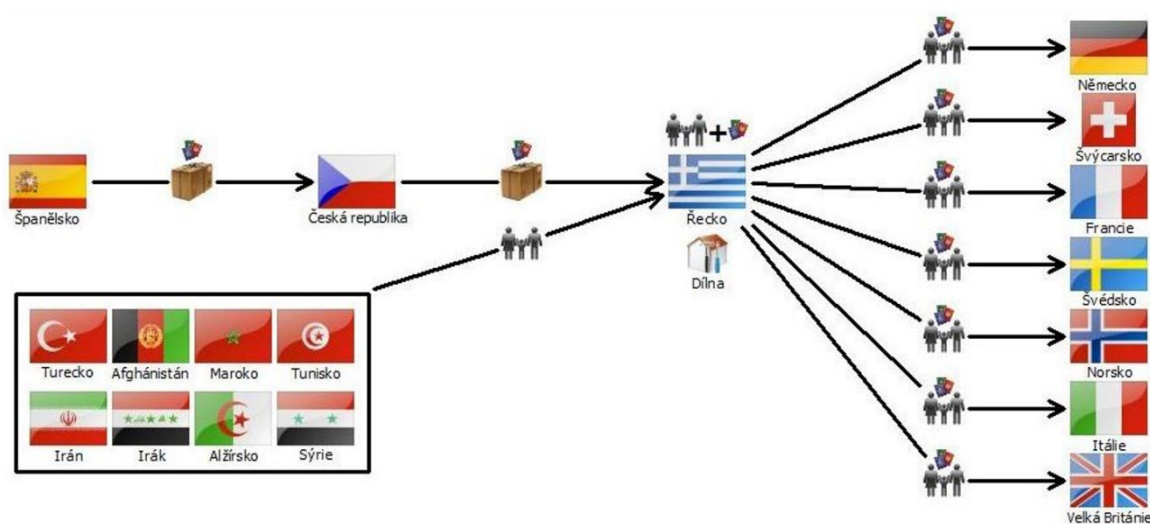 Německo
Švýcarsko
Španělsko
Česká republika
+
Řecko
Francie
Dílna
Švédsko
Turecko Afghánistán Maroko Tunisko
Norsko
Irán Irák Alžírsko Sýrie
Itálie
Velká Británie